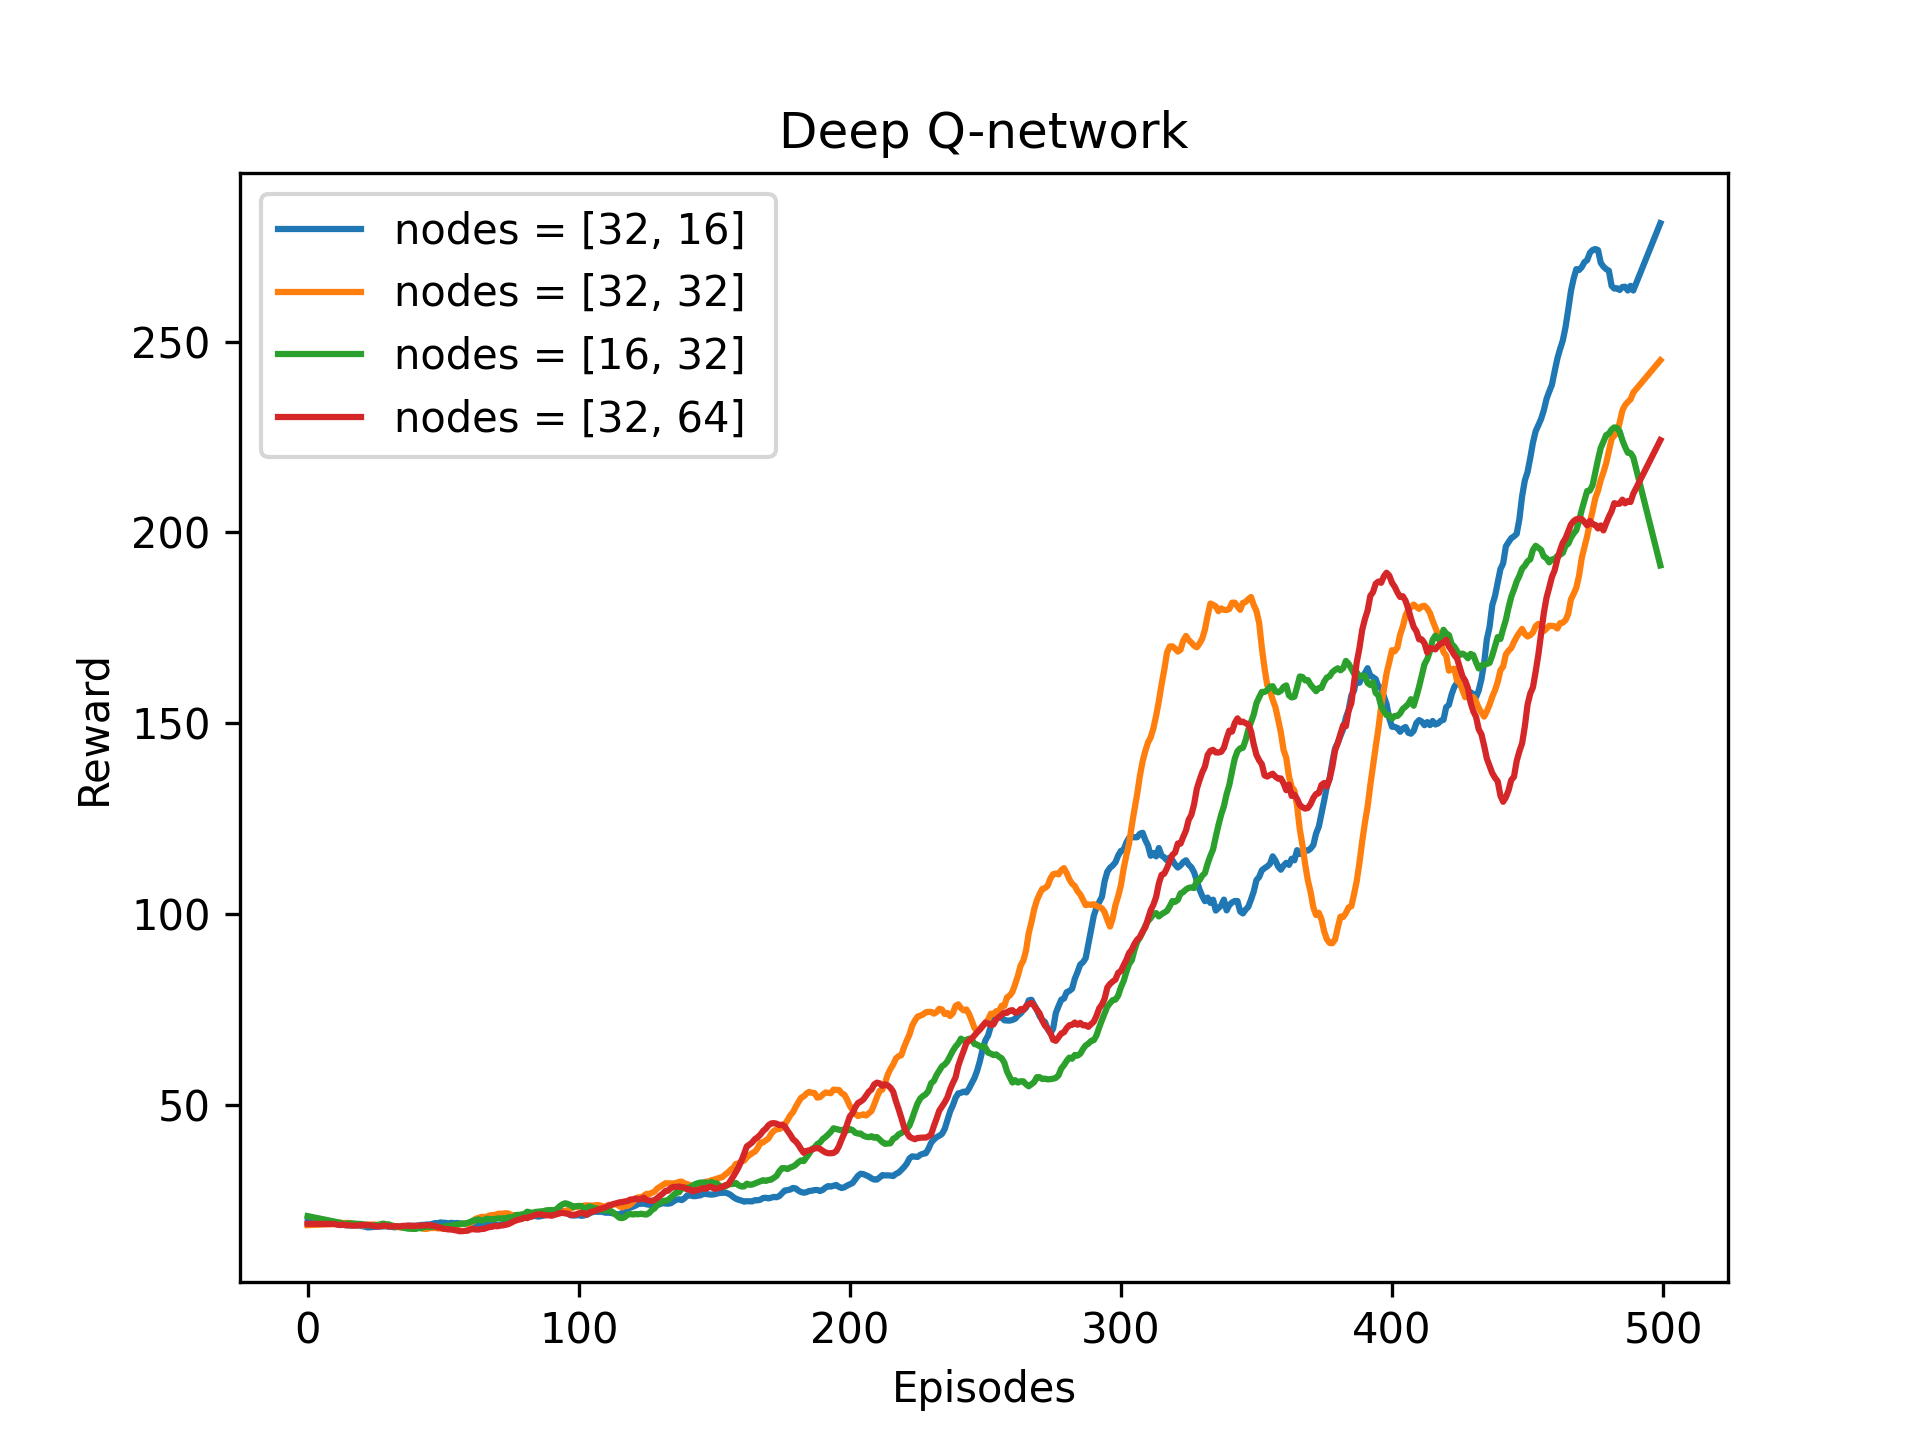 Deep Q-network
nodes = [32, 16]
nodes = [32, 32]
nodes = [16, 32]
nodes = [32, 64]
Reward
250
200
150
100
50
0 100 200 300 400 500
Episodes